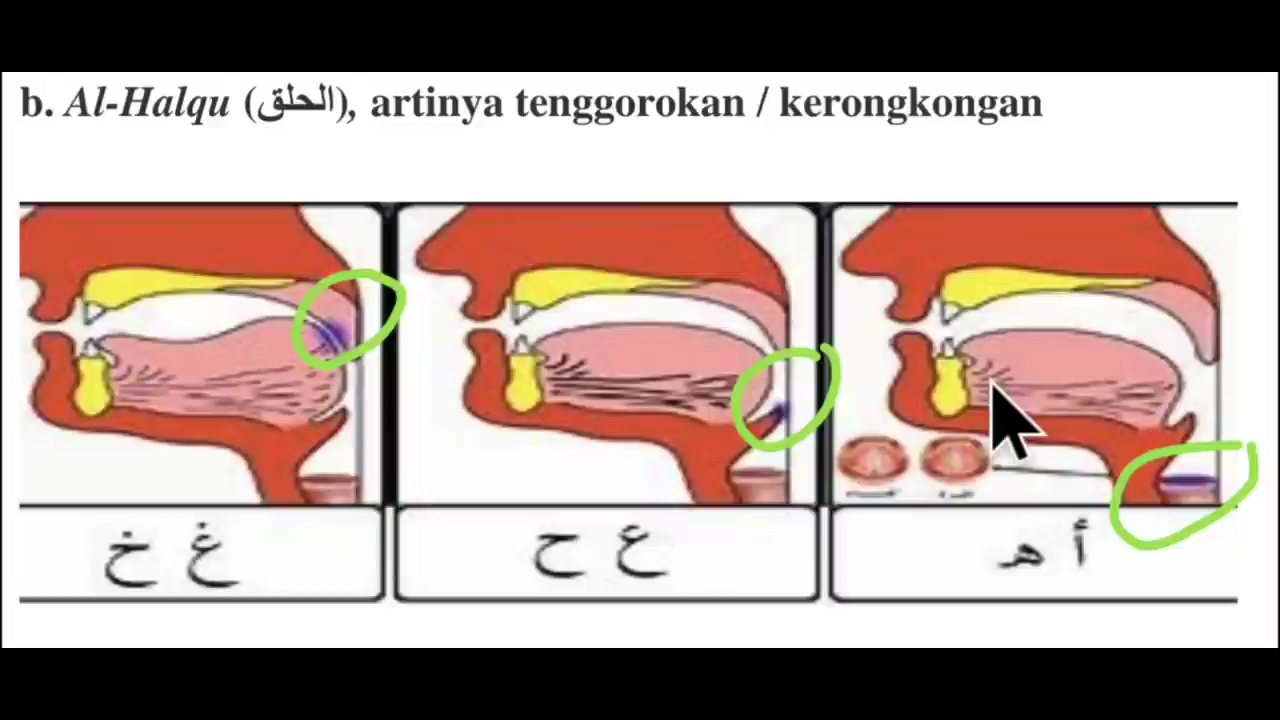 b. Al-Halqu (الحلق), artinya tenggorokan / kerongkongan
غ خ
ع ح
أ هـ